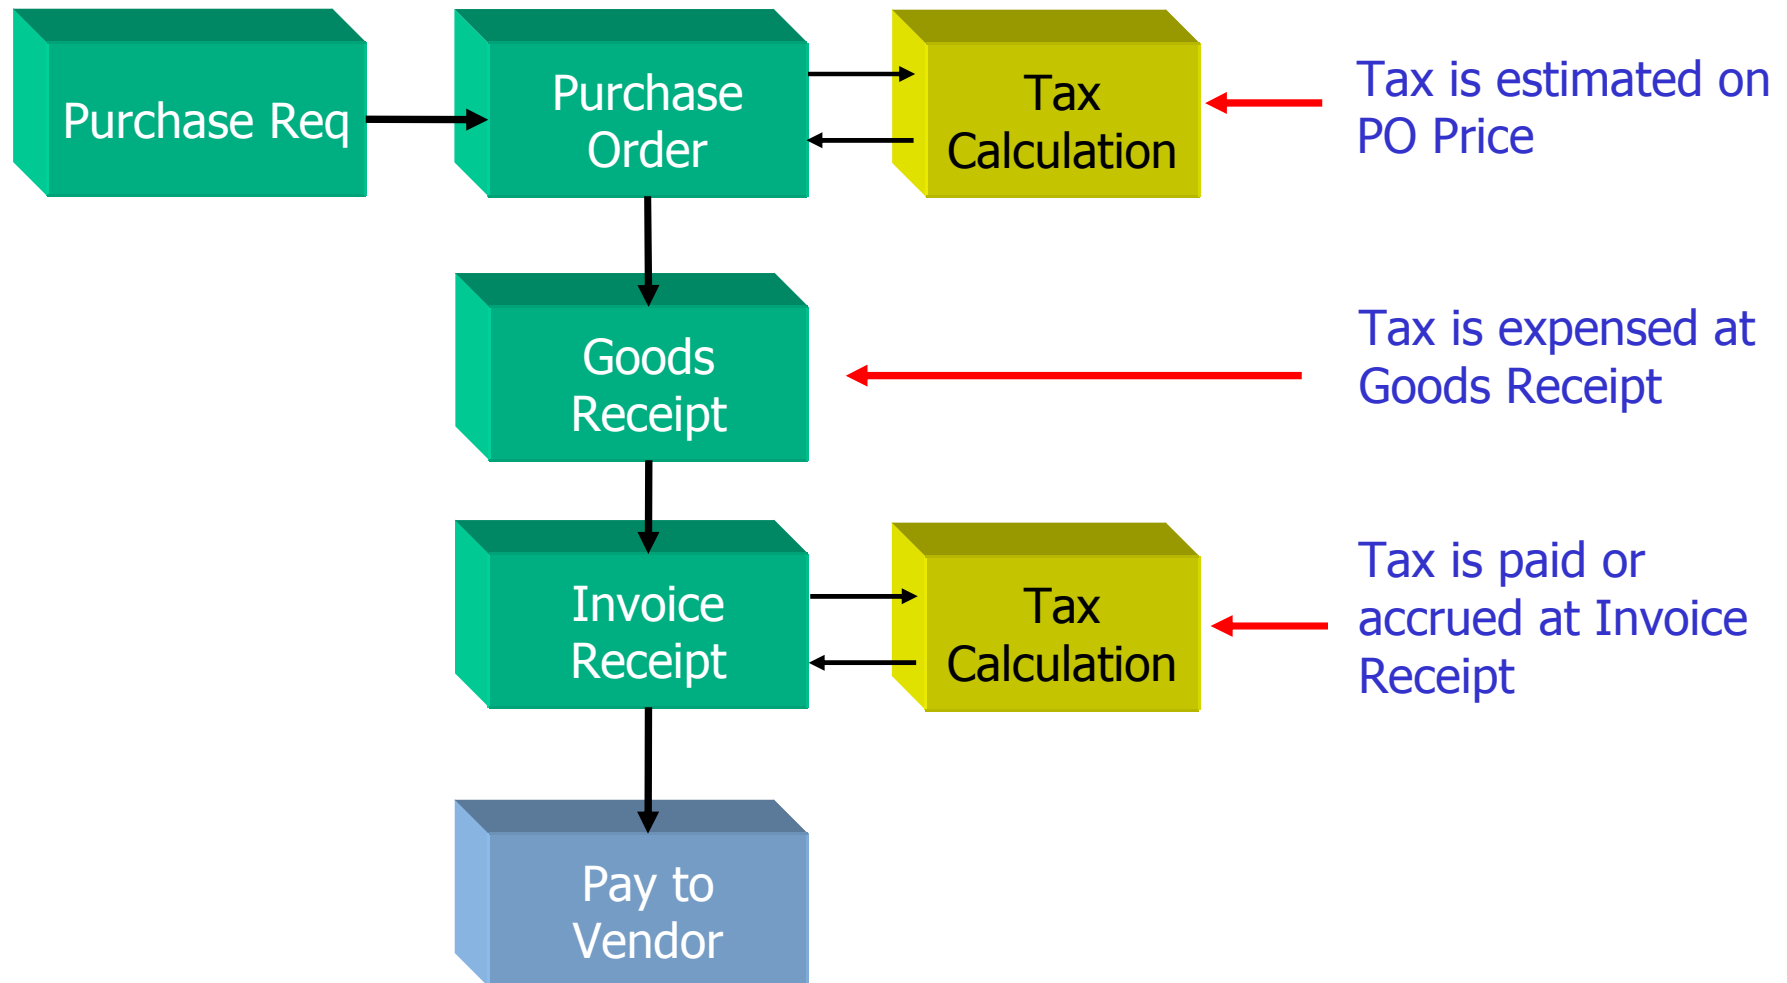 Purchase Req
Purchase
Order
Tax
Calculation
Tax is estimated on
PO Price
Goods
Receipt
Tax is expensed at
Goods Receipt
Invoice
Receipt
Tax
Calculation
Tax is paid or
accrued at Invoice
Receipt
Pay to
Vendor